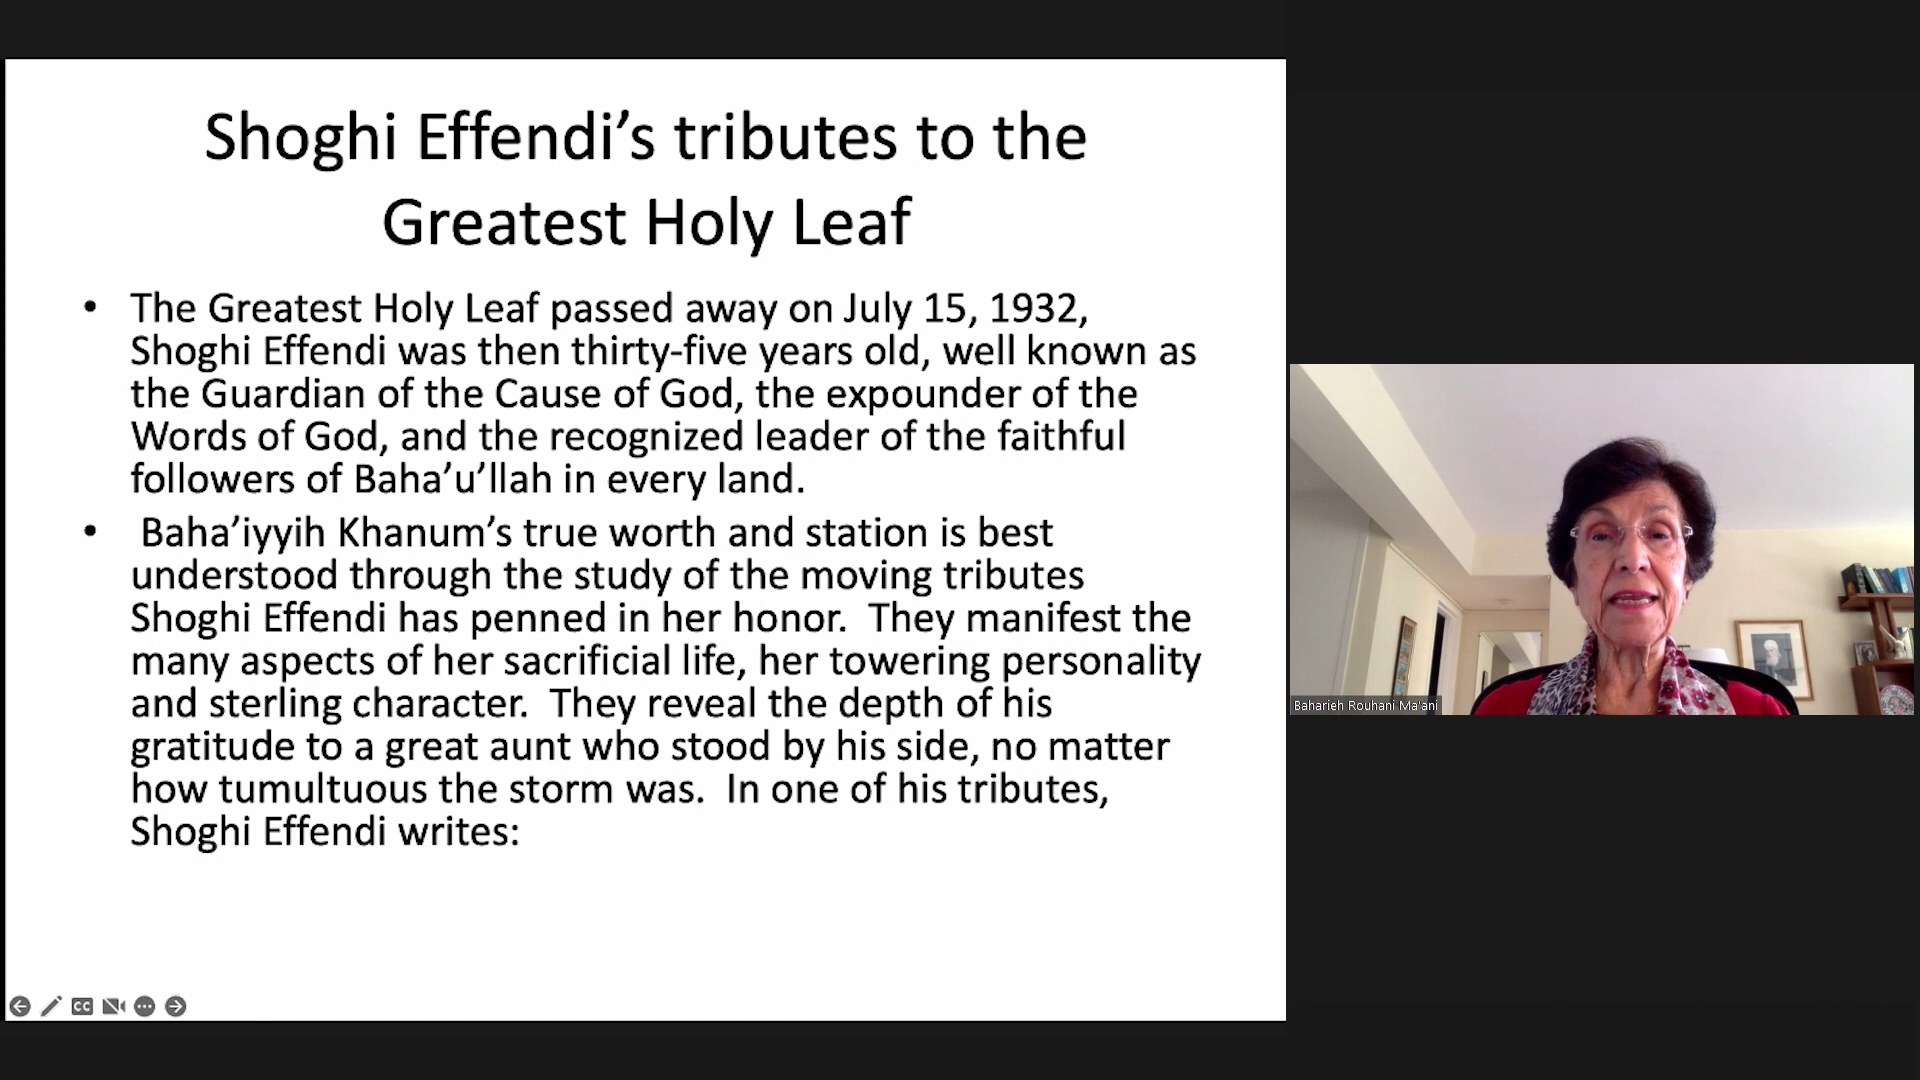 Shoghi Effendi’s tributes to the
Greatest Holy Leaf
• The Greatest Holy Leaf passed away on July 15, 1932,
Shoghi Effendi was then thirty-five years old, well known as
the Guardian of the Cause of God, the expounder of the
Words of God, and the recognized leader of the faithful
followers of Baha’u’llah in every land.
• Baha’iyyih Khanum’s true worth and station is best
understood through the study of the moving tributes
Shoghi Effendi has penned in her honor.  They manifest the
many aspects of her sacrificial life, her towering personality
and sterling character.  They reveal the depth of his
gratitude to a great aunt who stood by his side, no matter
how tumultuous the storm was.  In one of his tributes,
Shoghi Effendi writes:
CC
Baharieh Rouhani Ma'ani